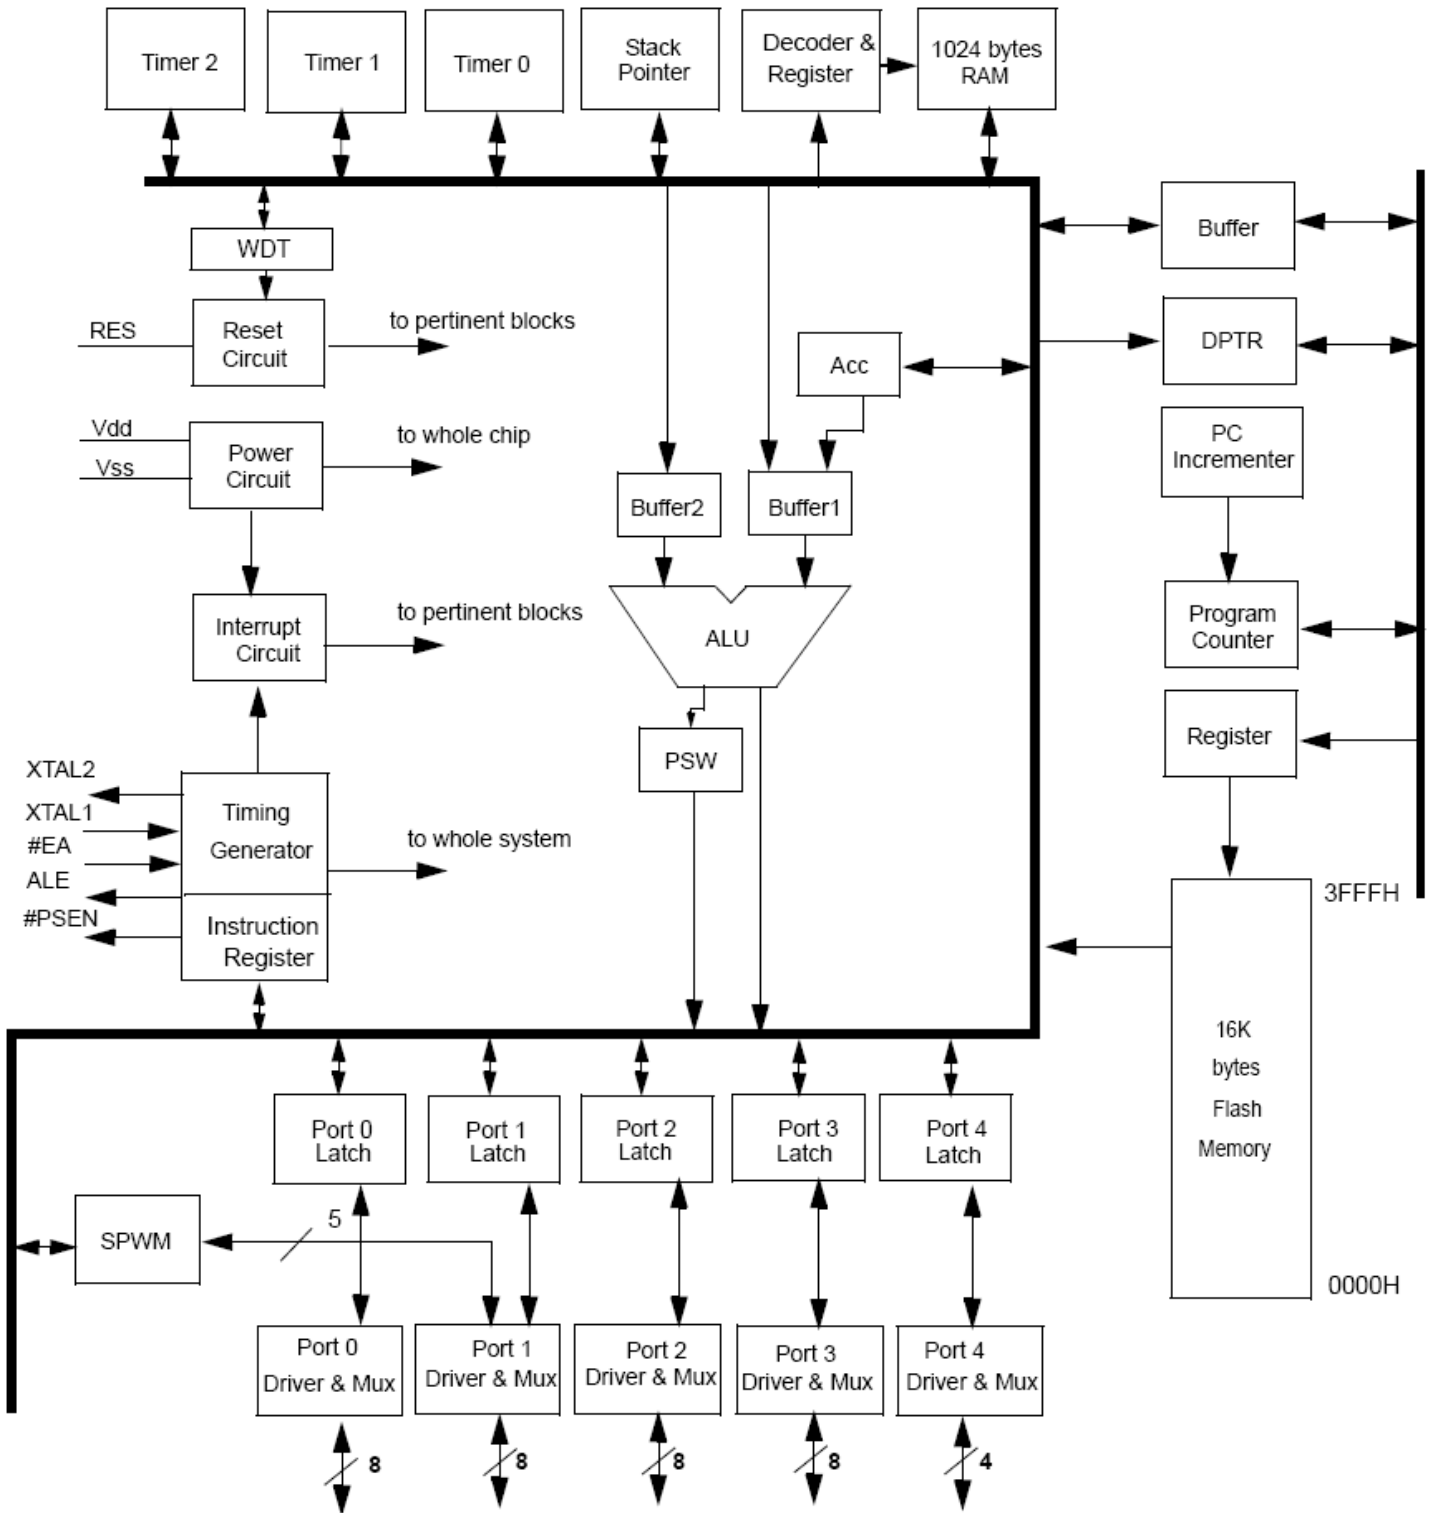 Timer 2
Timer 1
Timer 0
Stack
Pointer
Decoder &
Register
1024 bytes
RAM
WDT
Buffer
RES
Reset
Circuit
to pertinent blocks
Acc
DPTR
Vdd
Vss
Power
Circuit
to whole chip
PC
Incrementer
Buffer2
Buffer1
Interrupt
Circuit
to pertinent blocks
ALU
Program
Counter
PSW
Register
XTAL2
XTAL1
#EA
ALE
#PSEN
Timing
Generator
to whole system
Instruction
Register
3FFFH
16K
bytes
Flash
Memory
0000H
Port 0
Latch
Port 1
Latch
Port 2
Latch
Port 3
Latch
Port 4
Latch
SPWM
5
Port 0
Driver & Mux
Port 1
Driver & Mux
Port 2
Driver & Mux
Port 3
Driver & Mux
Port 4
Driver & Mux
8
8
8
8
4